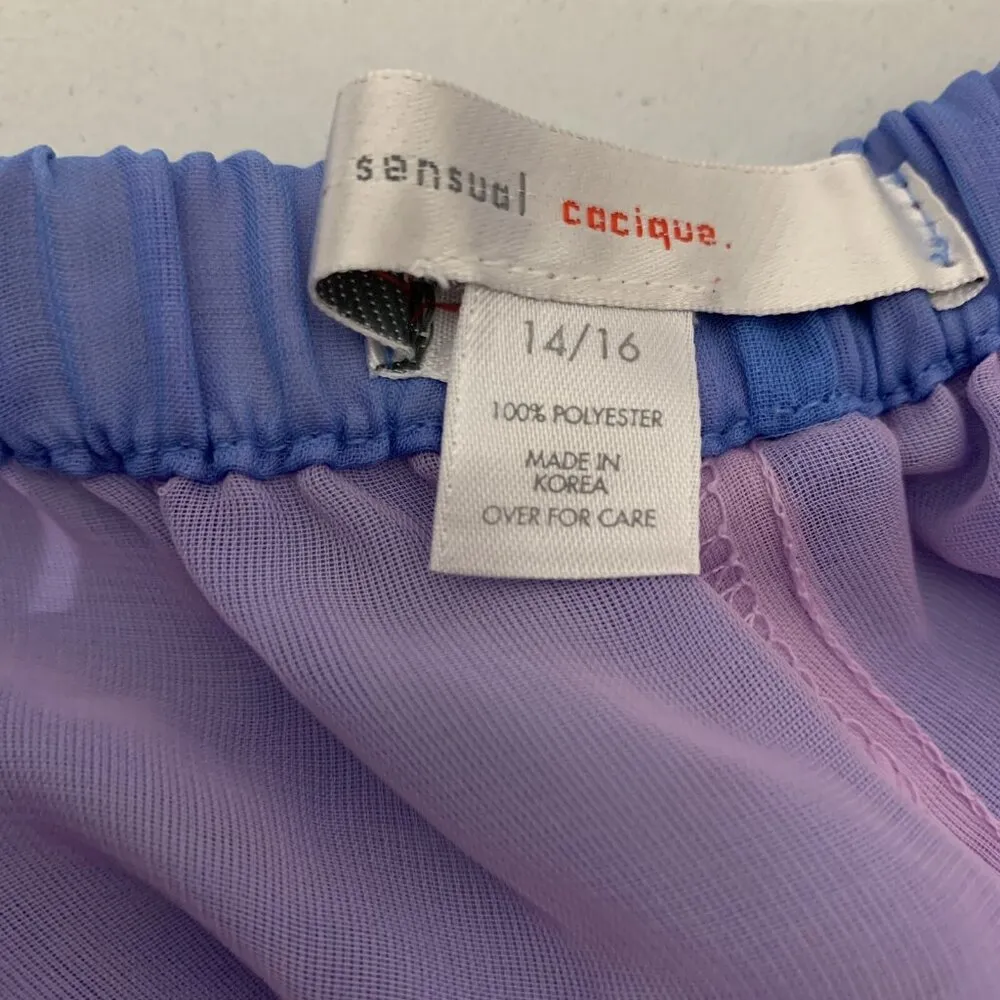 sensual cacique.
14/16
100% POLYESTER
MADE IN
KOREA
OVER FOR CARE